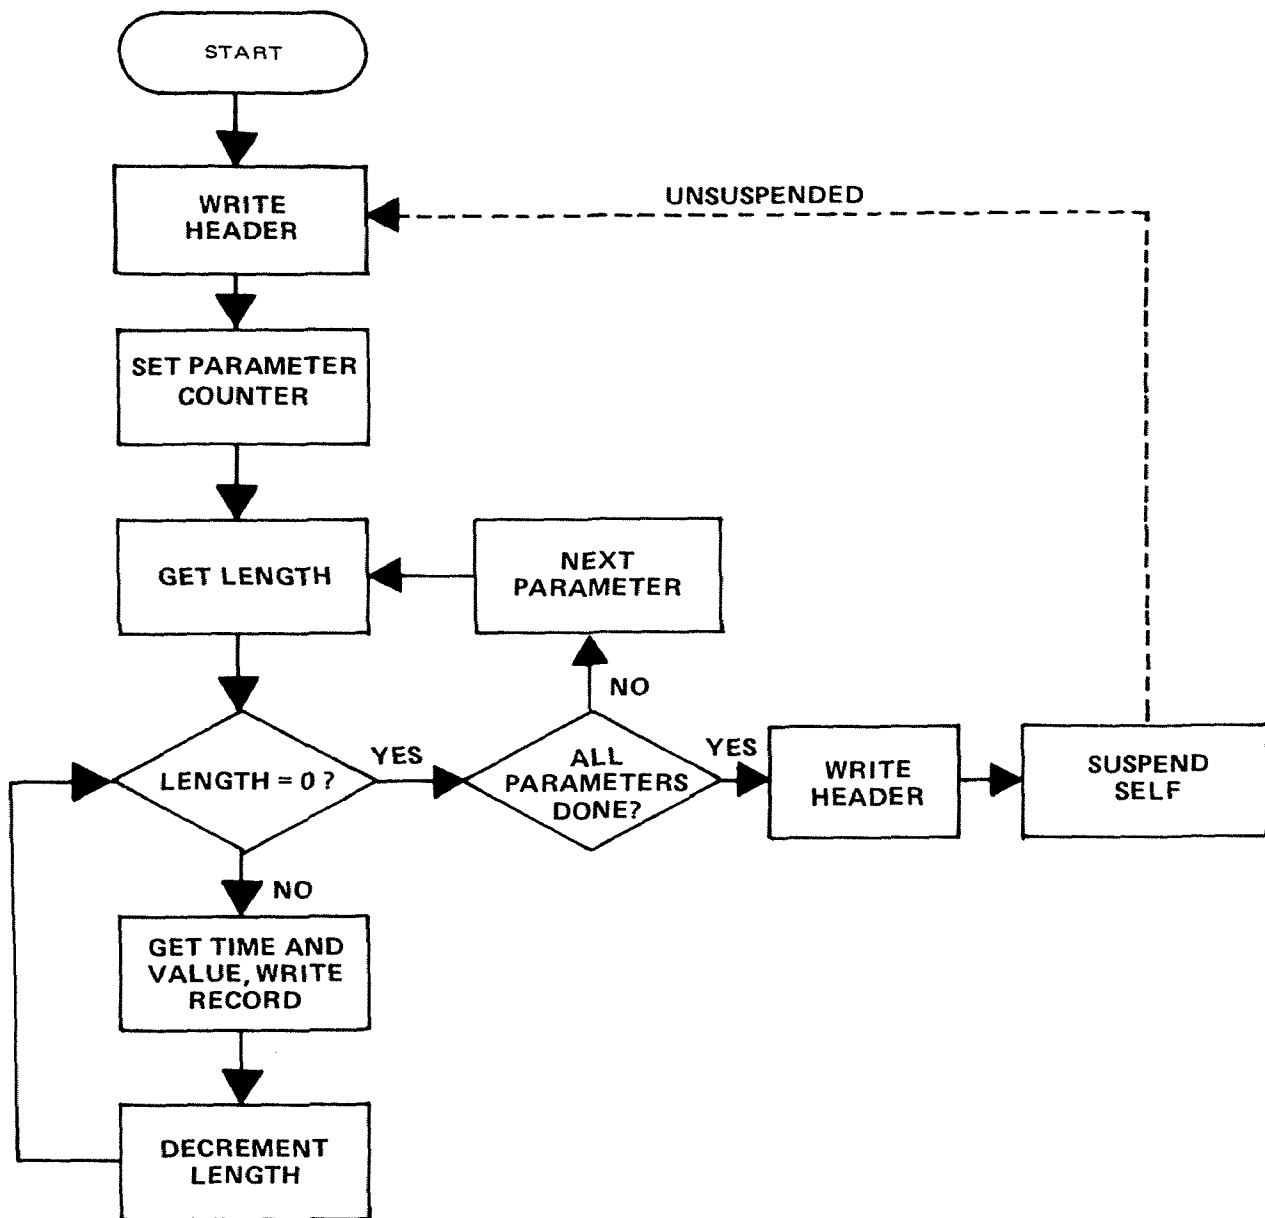 START
WRITE
HEADER
UNSUSPENDED
SET PARAMETER
COUNTER
GET LENGTH
NEXT
PARAMETER
NO
LENGTH = 0 ?
YES
ALL
PARAMETERS
DONE?
YES
WRITE
HEADER
SUSPEND
SELF
NO
GET TIME AND
VALUE, WRITE
RECORD
DECREMENT
LENGTH